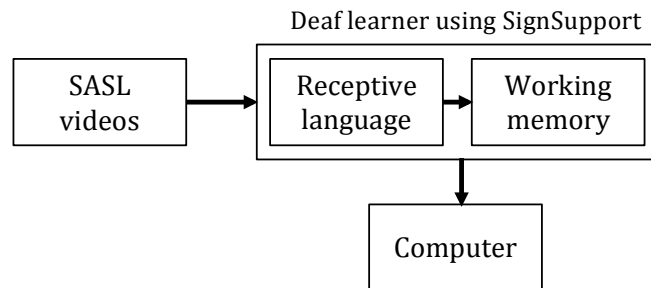 Deaf learner using SignSupport
SASL
videos
Receptive
language
Working
memory
Computer